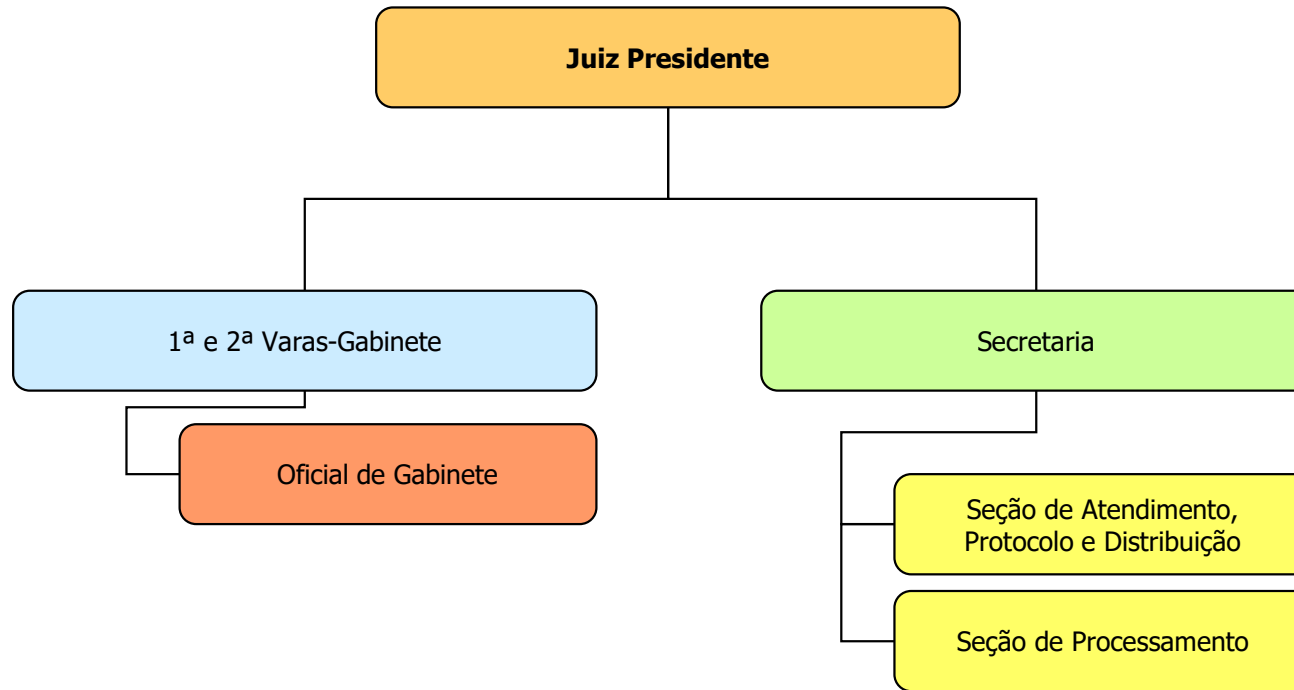 Juiz Presidente
1ª e 2ª Varas-Gabinete
Secretaria
Oficial de Gabinete
Seção de Atendimento,
Protocolo e Distribuição
Seção de Processamento